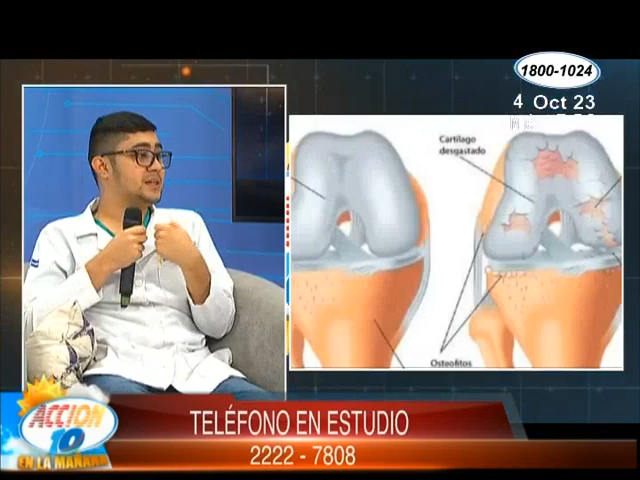 1800-1024
4 Oct 23
Cartílago
desgastado
Osteofitos
ACCION
10
EN LA MAÑANA
TELÉFONO EN ESTUDIO
2222 - 7808